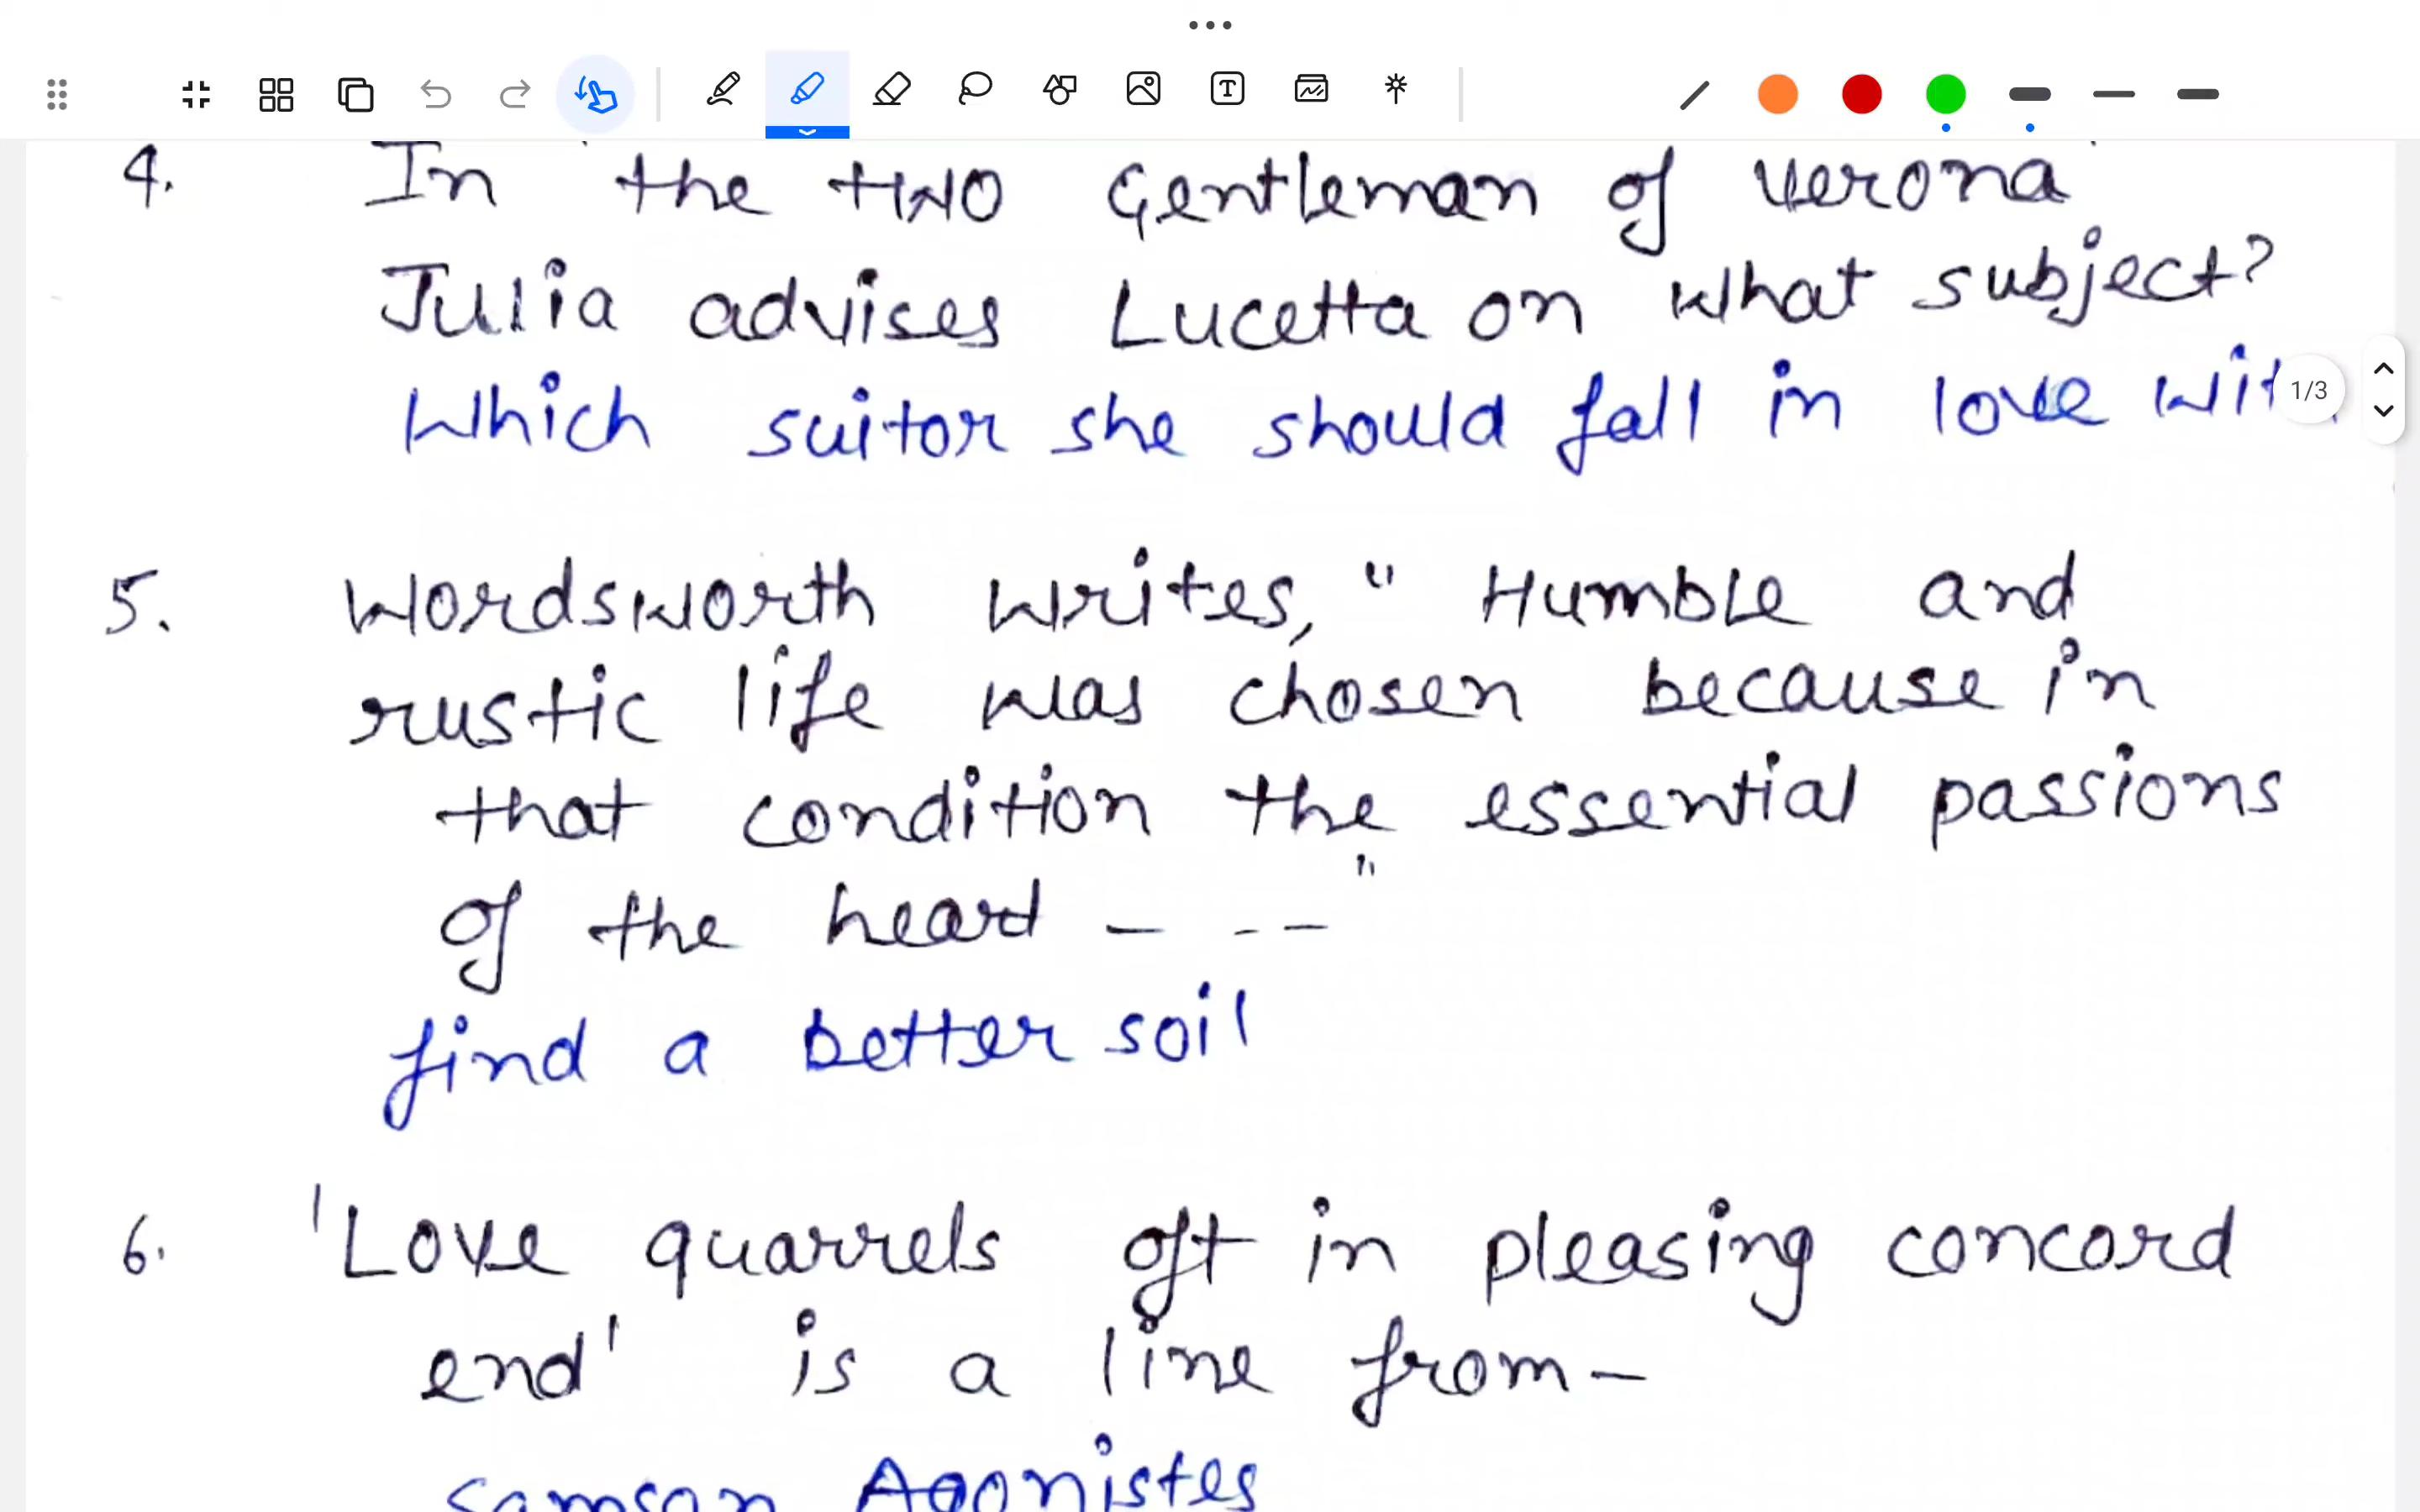 4. In 'the two Gentleman of Verona'
Julia advises Lucetta on what subject?
Which suitor she should fall in love
1/3
5. Wordsworth writes, "Humble and
rustic life was chosen because in
that condition the essential passions
of the heard - - - "
find a better soil
6. 'Love quarrels oft in pleasing concord
end' is a line from -
Samson Agonistes